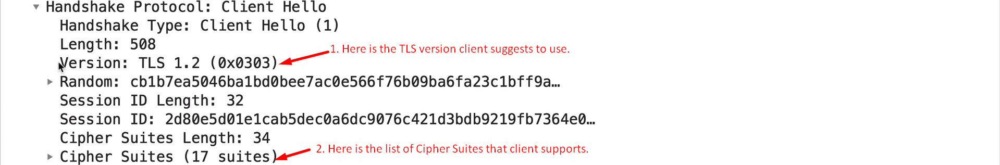 Handshake Protocol: Client Hello
Handshake Type: Client Hello (1)
Length: 508
1. Here is the TLS version client suggests to use.
Version: TLS 1.2 (0x0303)
Random: cb1b7ea5046ba1bd0bee7ac0e566f76b09ba6fa23c1bff9a…
Session ID Length: 32
Session ID: 2d80e5d01e1cab5dec0a6dc9076c421d3bdb9219fb7364e0…
Cipher Suites Length: 34
2. Here is the list of Cipher Suites that client supports.
Cipher Suites (17 suites)